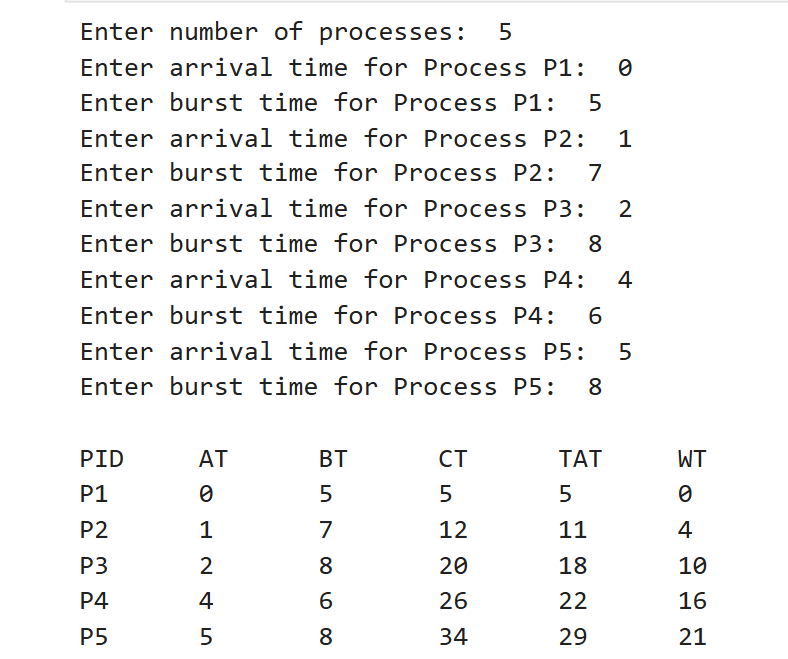 Enter number of processes:  5
Enter arrival time for Process P1:  0
Enter burst time for Process P1:  5
Enter arrival time for Process P2:  1
Enter burst time for Process P2:  7
Enter arrival time for Process P3:  2
Enter burst time for Process P3:  8
Enter arrival time for Process P4:  4
Enter burst time for Process P4:  6
Enter arrival time for Process P5:  5
Enter burst time for Process P5:  8

PID     AT      BT      CT      TAT     WT
P1      0       5       5       5       0
P2      1       7       12      11      4
P3      2       8       20      18      10
P4      4       6       26      22      16
P5      5       8       34      29      21